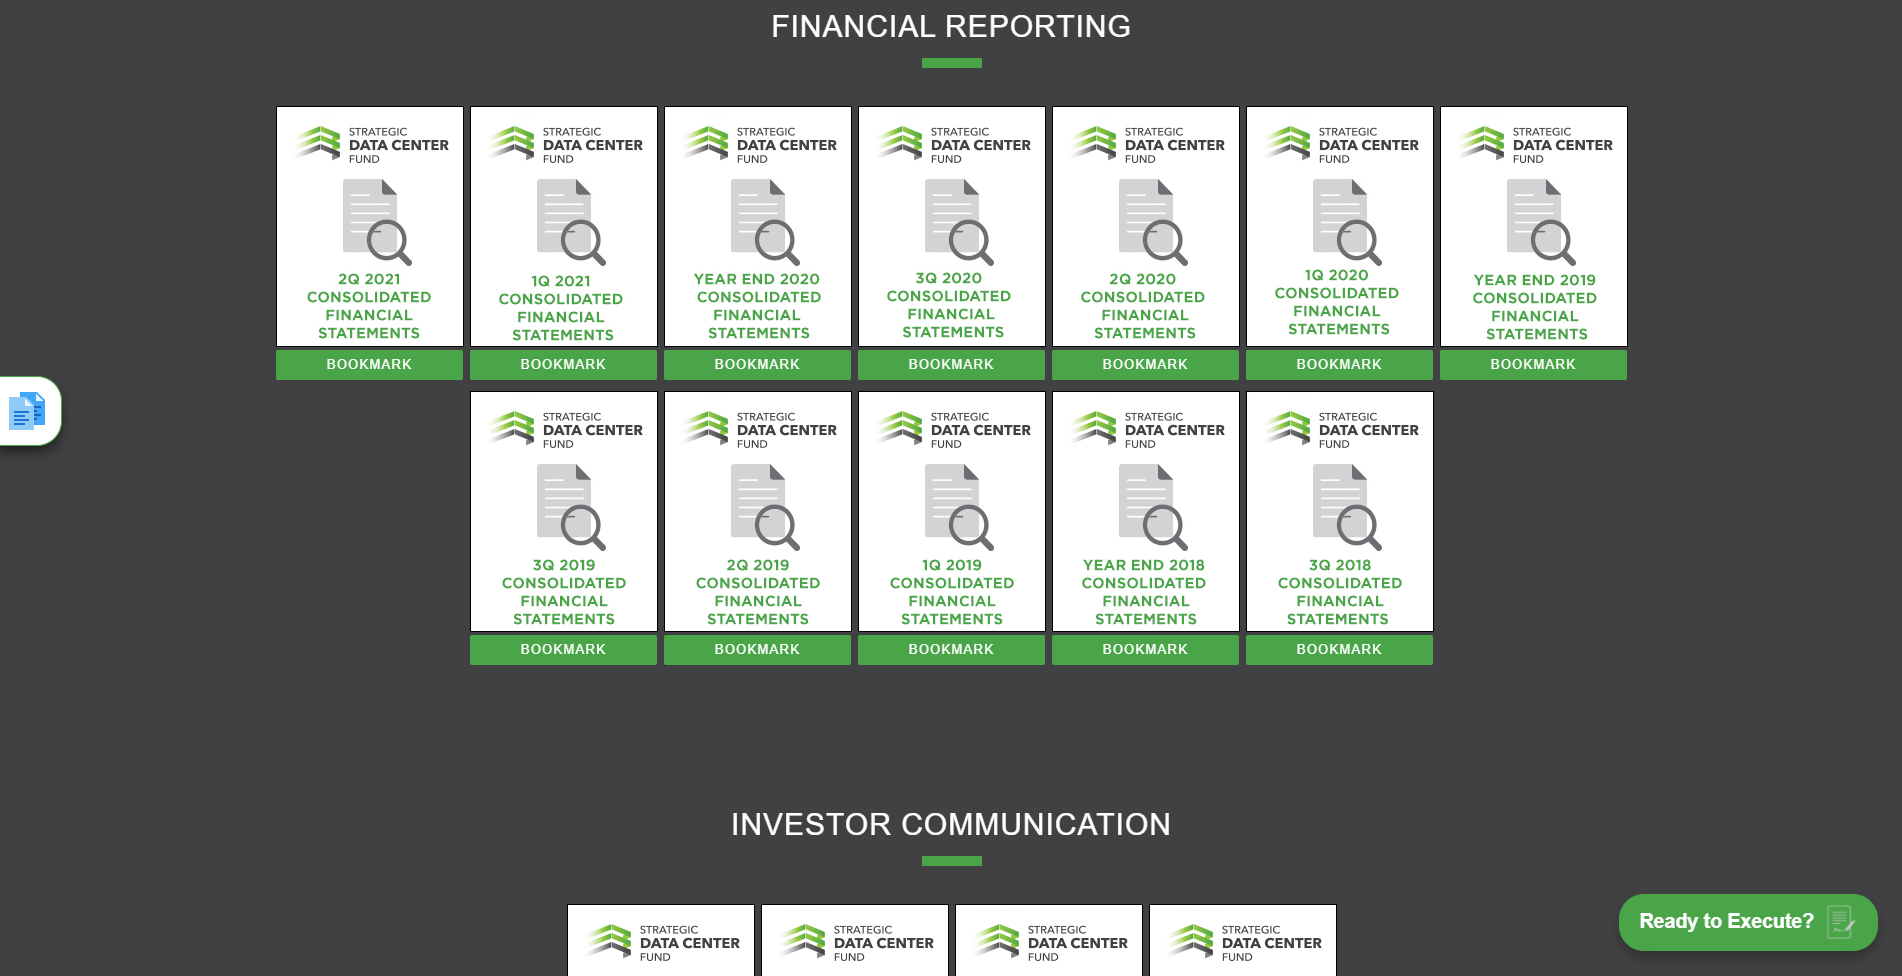 FINANCIAL REPORTING
STRATEGIC
DATA CENTER
FUND
2Q 2021
CONSOLIDATED
FINANCIAL
STATEMENTS
BOOKMARK
STRATEGIC
DATA CENTER
FUND
1Q 2021
CONSOLIDATED
FINANCIAL
STATEMENTS
BOOKMARK
STRATEGIC
DATA CENTER
FUND
YEAR END 2020
CONSOLIDATED
FINANCIAL
STATEMENTS
BOOKMARK
STRATEGIC
DATA CENTER
FUND
3Q 2020
CONSOLIDATED
FINANCIAL
STATEMENTS
BOOKMARK
STRATEGIC
DATA CENTER
FUND
2Q 2020
CONSOLIDATED
FINANCIAL
STATEMENTS
BOOKMARK
STRATEGIC
DATA CENTER
FUND
1Q 2020
CONSOLIDATED
FINANCIAL
STATEMENTS
BOOKMARK
STRATEGIC
DATA CENTER
FUND
YEAR END 2019
CONSOLIDATED
FINANCIAL
STATEMENTS
BOOKMARK
STRATEGIC
DATA CENTER
FUND
3Q 2019
CONSOLIDATED
FINANCIAL
STATEMENTS
BOOKMARK
STRATEGIC
DATA CENTER
FUND
2Q 2019
CONSOLIDATED
FINANCIAL
STATEMENTS
BOOKMARK
STRATEGIC
DATA CENTER
FUND
1Q 2019
CONSOLIDATED
FINANCIAL
STATEMENTS
BOOKMARK
STRATEGIC
DATA CENTER
FUND
YEAR END 2018
CONSOLIDATED
FINANCIAL
STATEMENTS
BOOKMARK
STRATEGIC
DATA CENTER
FUND
3Q 2018
CONSOLIDATED
FINANCIAL
STATEMENTS
BOOKMARK
INVESTOR COMMUNICATION
STRATEGIC
DATA CENTER
FUND
STRATEGIC
DATA CENTER
FUND
STRATEGIC
DATA CENTER
FUND
STRATEGIC
DATA CENTER
FUND
Ready to Execute?